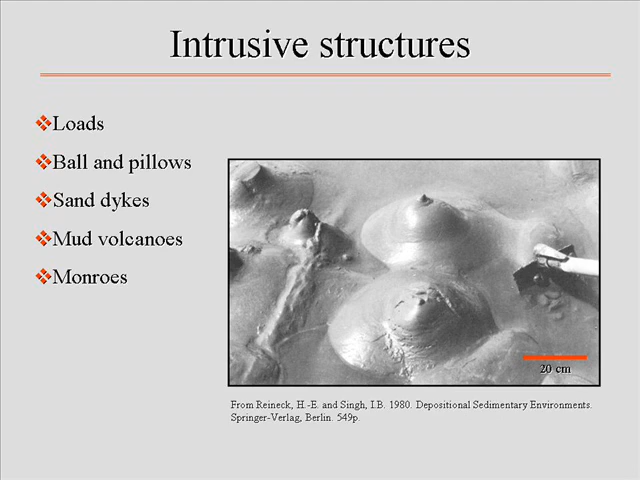 Intrusive structures
Loads
Ball and pillows
Sand dykes
Mud volcanoes
Monroes
20 cm
From Reineck, H.-E. and Singh, I.B. 1980. Depositional Sedimentary Environments.
Springer-Verlag, Berlin. 549p.